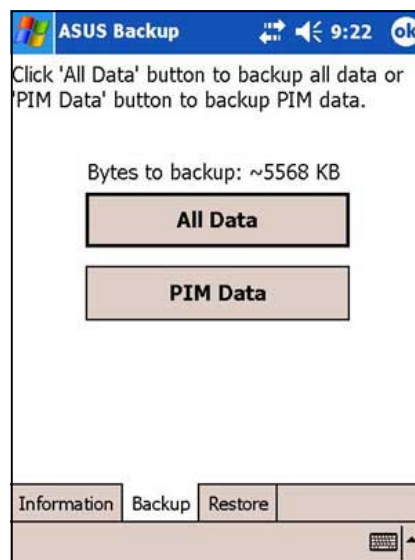 ASUS Backup 9:22 ok
Click 'All Data' button to backup all data or
'PIM Data' button to backup PIM data.
Bytes to backup: ~5568 KB
All Data
PIM Data
Information Backup Restore